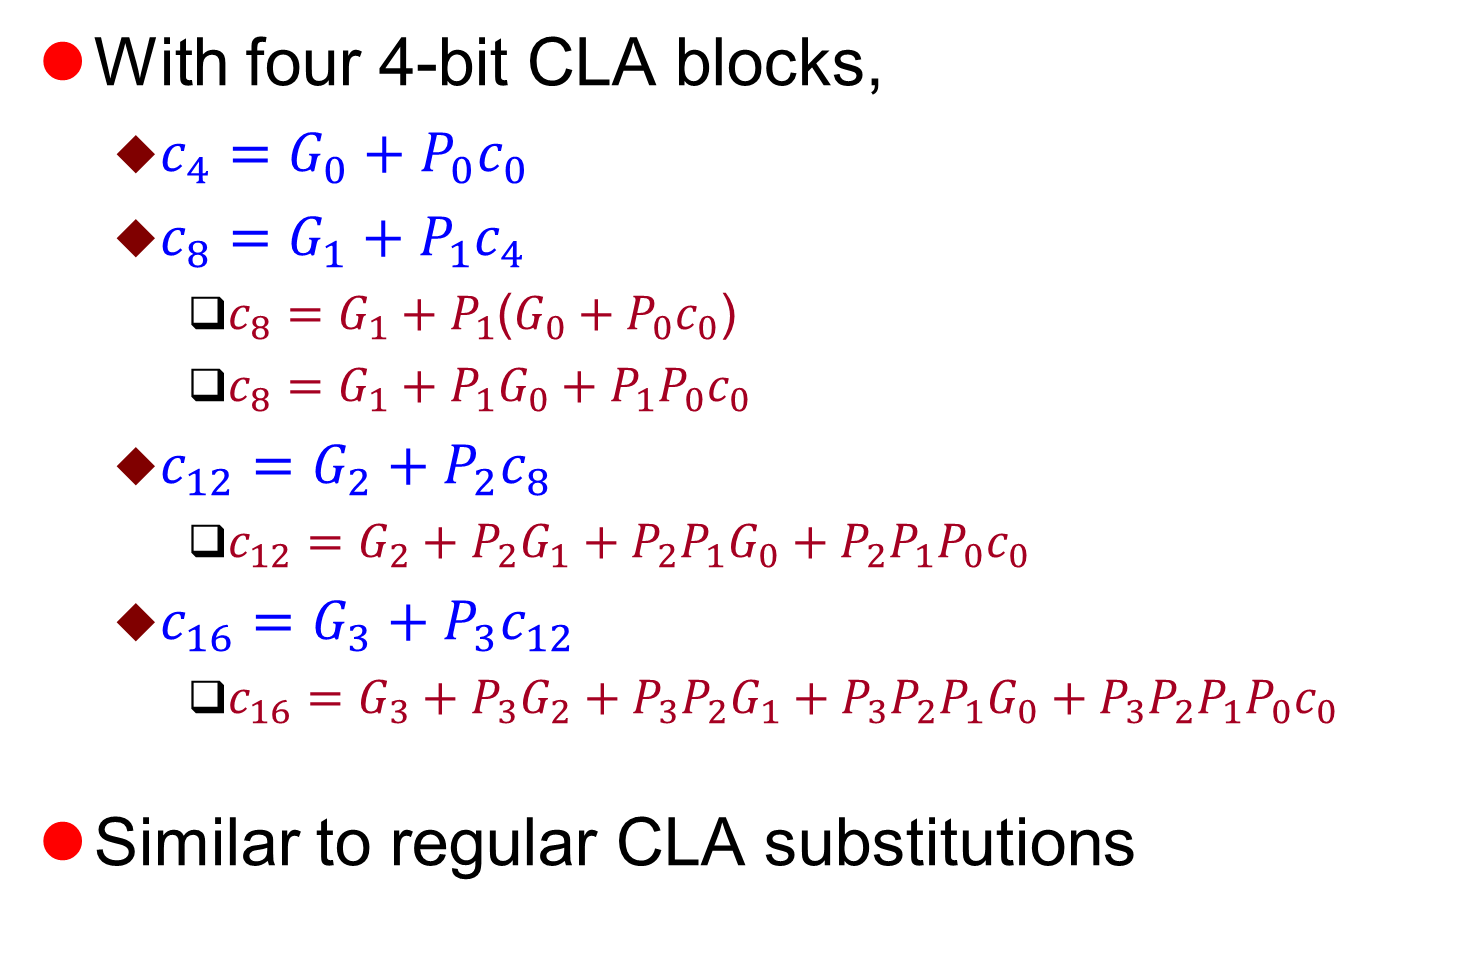 With four 4-bit CLA blocks,
c₄ = G₀ + P₀c₀
c₈ = G₁ + P₁c₄
c₈ = G₁ + P₁(G₀ + P₀c₀)
c₈ = G₁ + P₁G₀ + P₁P₀c₀
c₁₂ = G₂ + P₂c₈
c₁₂ = G₂ + P₂G₁ + P₂P₁G₀ + P₂P₁P₀c₀
c₁₆ = G₃ + P₃c₁₂
c₁₆ = G₃ + P₃G₂ + P₃P₂G₁ + P₃P₂P₁G₀ + P₃P₂P₁P₀c₀
Similar to regular CLA substitutions